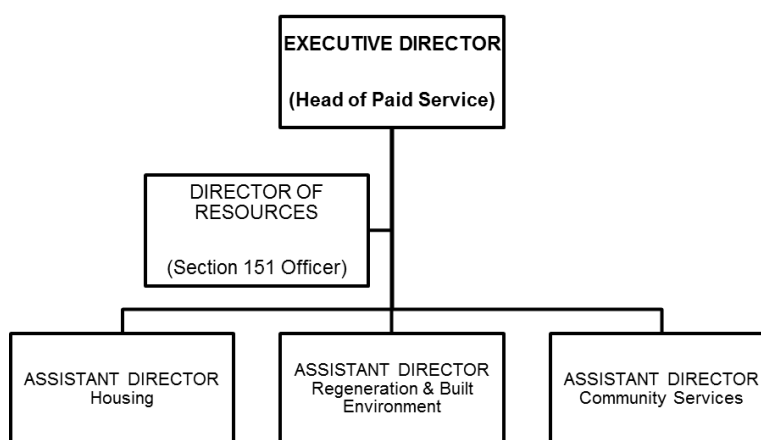 EXECUTIVE DIRECTOR
(Head of Paid Service)
DIRECTOR OF
RESOURCES
(Section 151 Officer)
ASSISTANT DIRECTOR
Housing
ASSISTANT DIRECTOR
Regeneration & Built
Environment
ASSISTANT DIRECTOR
Community Services